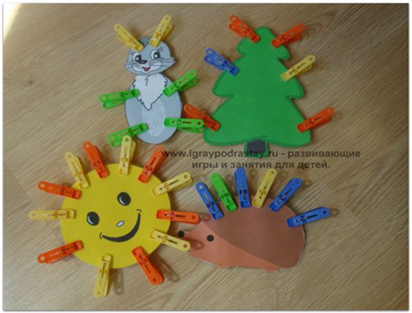 www.igraypodrastay.ru - развивающие
игры и занятия для детей.